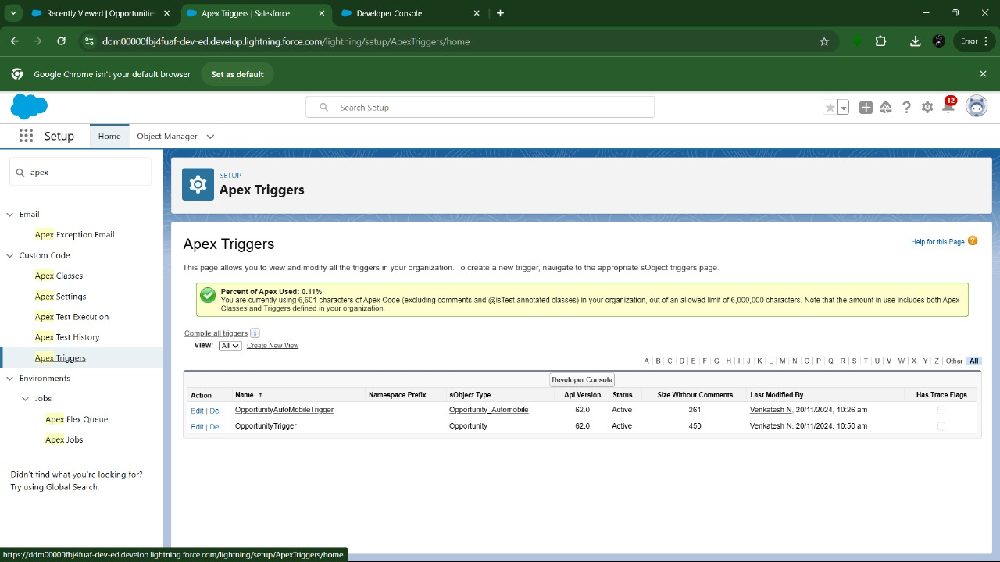 Recently Viewed | Opportunities
Apex Triggers | Salesforce
Developer Console
ddm00000fbj4fuaf-dev-ed.develop.lightning.force.com/lightning/setup/ApexTriggers/home
Error
Google Chrome isn't your default browser
Set as default
Search Setup
12
Setup
Home
Object Manager
apex
Email
Apex Exception Email
Custom Code
Apex Classes
Apex Settings
Apex Test Execution
Apex Test History
Apex Triggers
Environments
Jobs
Apex Flex Queue
Apex Jobs
Didn't find what you're looking for?
Try using Global Search.
SETUP
Apex Triggers
Apex Triggers
Help for this Page ?
This page allows you to view and modify all the triggers in your organization. To create a new trigger, navigate to the appropriate sObject triggers page.
Percent of Apex Used: 0.11%
You are currently using 6,601 characters of Apex Code (excluding comments and @isTest annotated classes) in your organization, out of an allowed limit of 6,000,000 characters. Note that the amount in use includes both Apex
Classes and Triggers defined in your organization.
Compile all triggers i
View: All Create New View
A | B | C | D | E | F | G | H | I | J | K | L | M | N | O | P | Q | R | S | T | U | V | W | X | Y | Z | Other | All
Developer Console
Action Name ↑ Namespace Prefix sObject Type Api Version Status Size Without Comments Last Modified By Has Trace Flags
Edit | Del OpportunityAutoMobileTrigger Opportunity_Automobile 62.0 Active 261 Venkatesh N, 20/11/2024, 10:26 am
Edit | Del OpportunityTrigger Opportunity 62.0 Active 450 Venkatesh N, 20/11/2024, 10:50 am
https://ddm00000fbj4fuaf-dev-ed.develop.lightning.force.com/lightning/setup/ApexTriggers/home